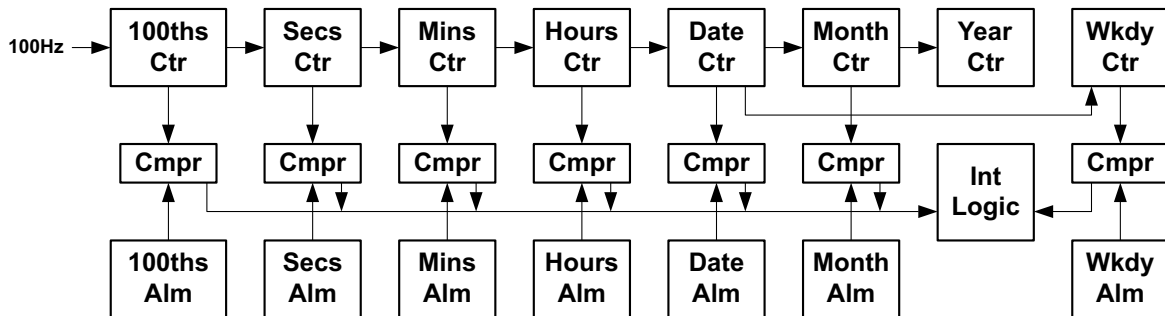 100Hz
100ths
Ctr
Secs
Ctr
Mins
Ctr
Hours
Ctr
Date
Ctr
Month
Ctr
Year
Ctr
Wkdy
Ctr
Cmpr
Cmpr
Cmpr
Cmpr
Cmpr
Cmpr
Int
Logic
Cmpr
100ths
Alm
Secs
Alm
Mins
Alm
Hours
Alm
Date
Alm
Month
Alm
Wkdy
Alm